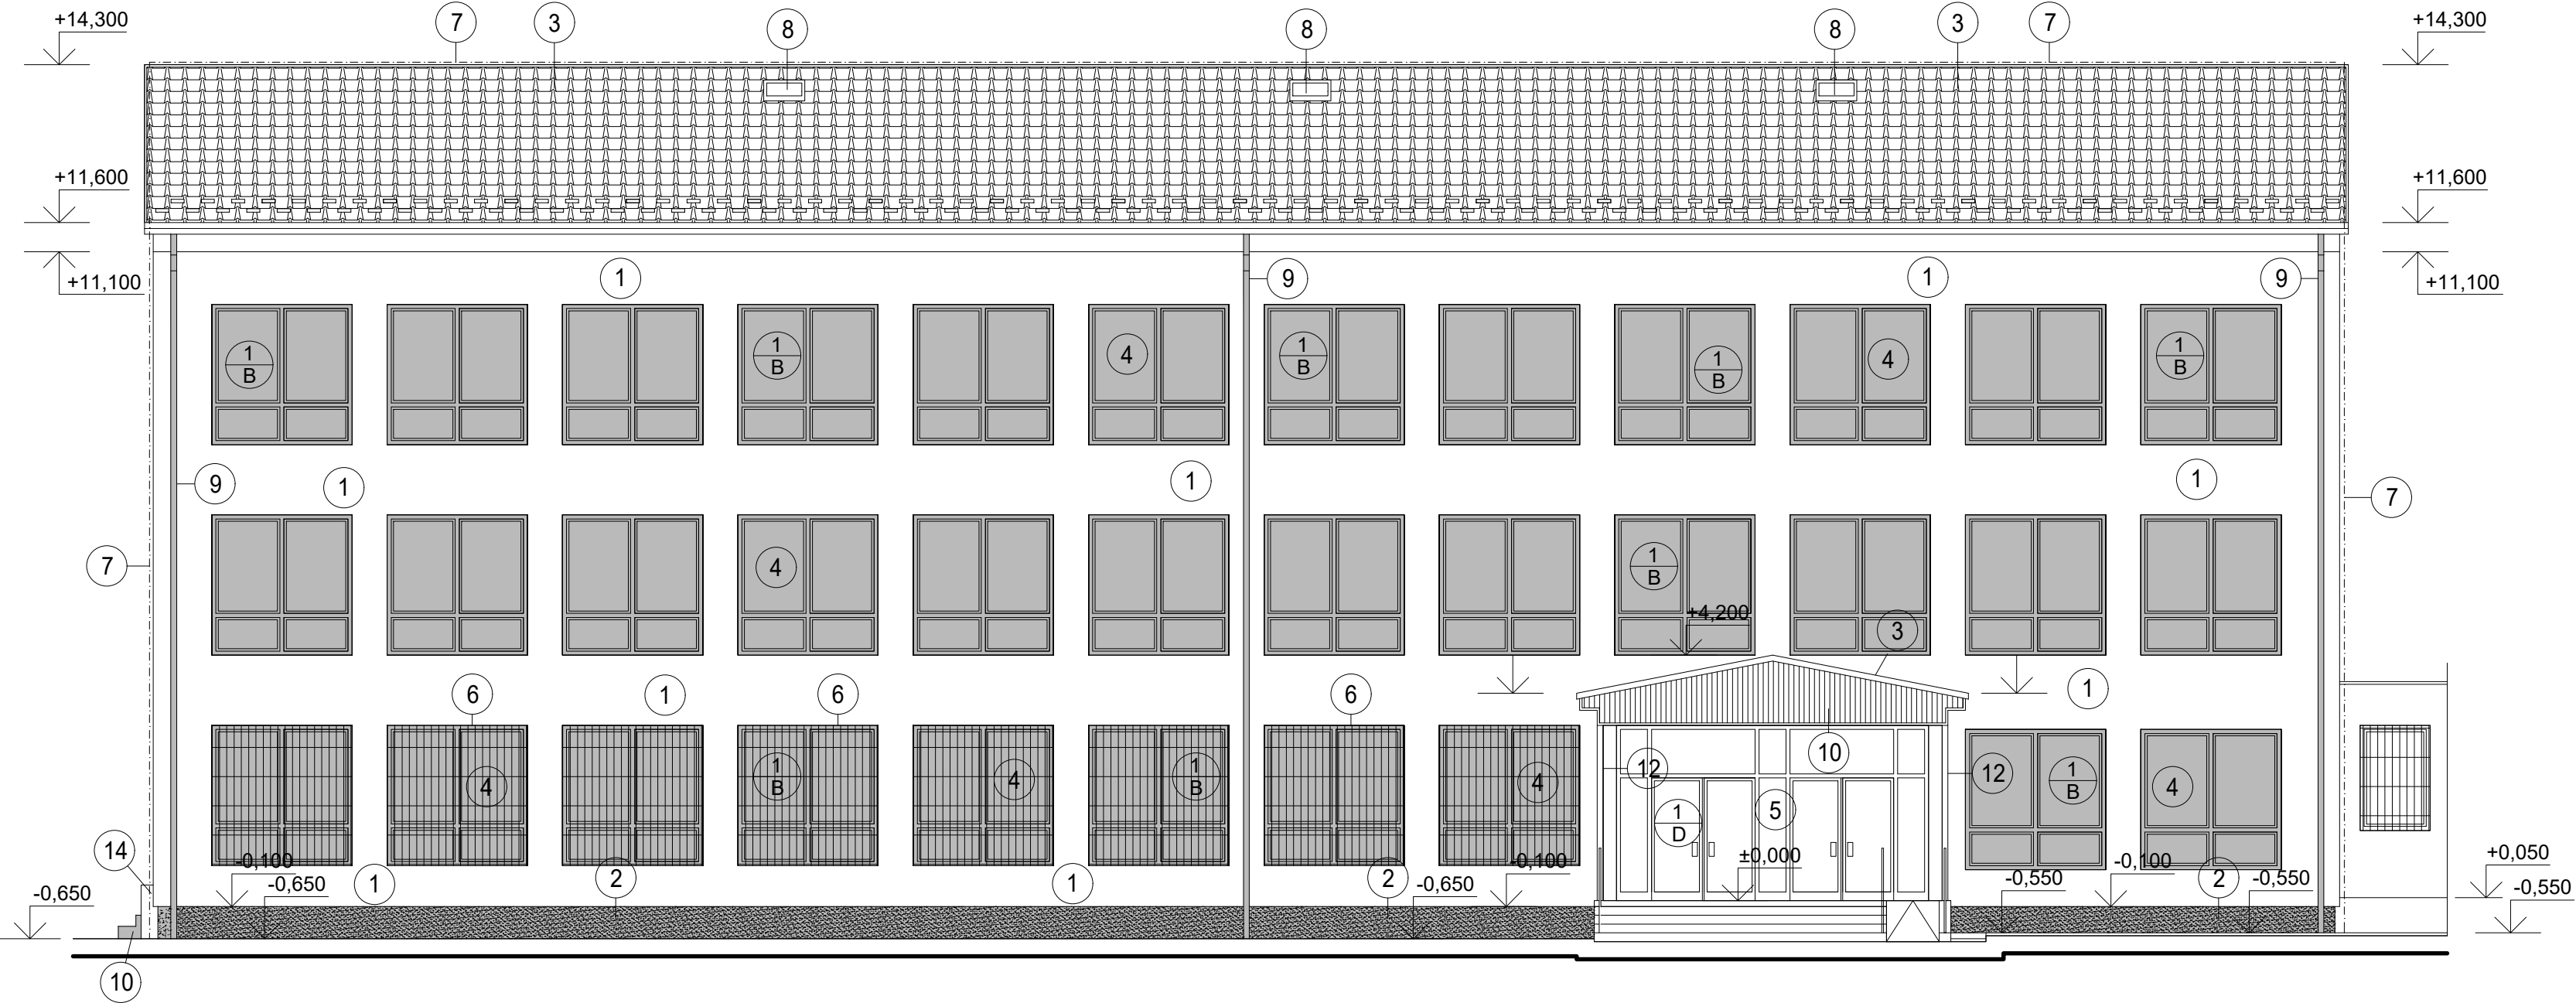 +14,300 7 3 8 8 8 3 7 +14,300
+11,600 +11,600
+11,100 1 9 1 9 +11,100
1 1 4 1 1 4 1
B B B B B
9 1 1 1
7
7 4 1
B
+4,200 3
6 1 6 6 1
10
12 12
4 1 4 1 4 1 4
B B B
1 5
D
14 -0,100 ±0,000 -0,100 -0,100 +0,050
-0,650 -0,650 1 2 1 2 -0,650 -0,550 2 -0,550 -0,550
10